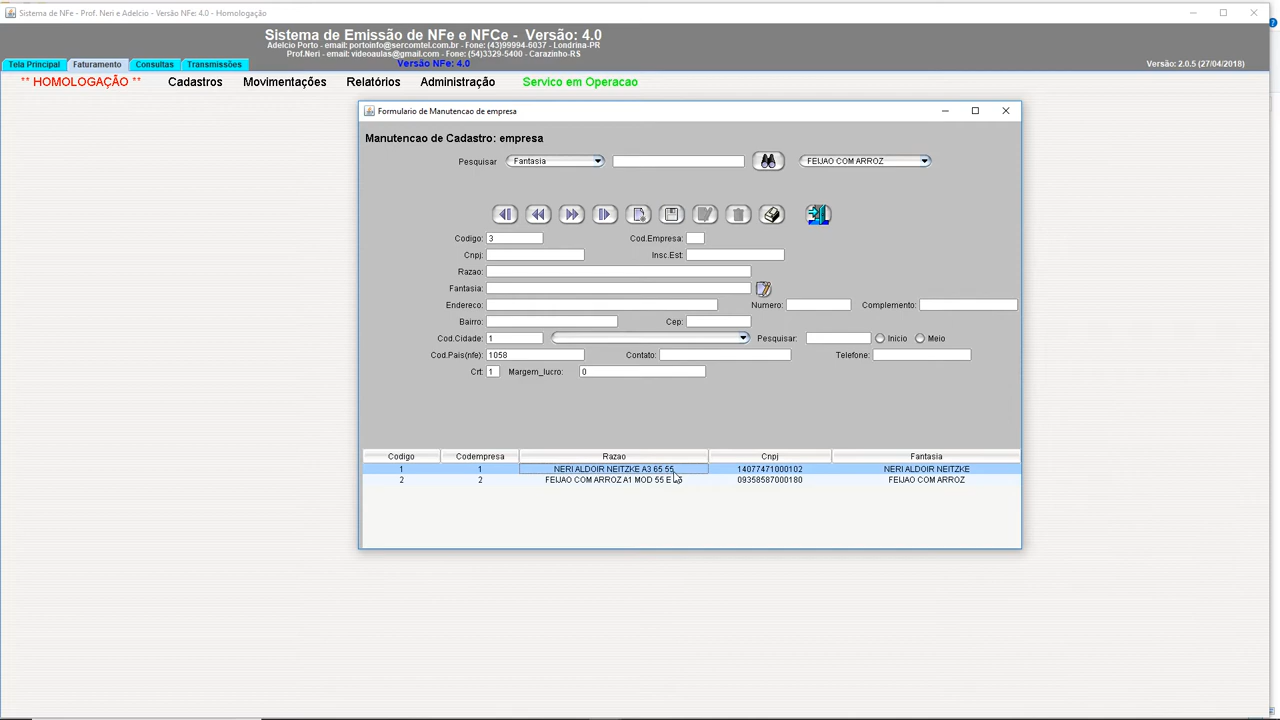 Sistema de NFe - Prof. Neri e Adelcio - Versão NFe: 4.0 - Homologação
Sistema de Emissão de NFe e NFCe - Versão: 4.0
Adelcio Porto - email: portoinfo@sercomtel.com.br - Fone: (43)99994-6037 - Londrina-PR
Prof.Neri - email: videoaulas@gmail.com - Fone: (54)3329-5400 - Carazinho-RS
Versão NFe: 4.0
Tela Principal Faturamento Consultas Transmissões
Versão: 2.0.5 (27/04/2018)
** HOMOLOGAÇÃO ** Cadastros Movimentações Relatórios Administração Servico em Operacao
Formulario de Manutencao de empresa
Manutencao de Cadastro: empresa
Pesquisar Fantasia FEIJAO COM ARROZ
Codigo: 3 Cod.Empresa:
Cnpj: Insc.Est:
Razao:
Fantasia:
Endereco: Numero: Complemento:
Bairro: Cep:
Cod.Cidade: 1 Pesquisar: Inicio Meio
Cod.Pais(nfe): 1058 Contato: Telefone:
Crt: 1 Margem_lucro: 0
Codigo Codempresa Razao Cnpj Fantasia
1 1 NERI ALDOIR NEITZKE A3 65 55 14077471000102 NERI ALDOIR NEITZKE
2 2 FEIJAO COM ARROZ A1 MOD 55 E 09358587000180 FEIJAO COM ARROZ